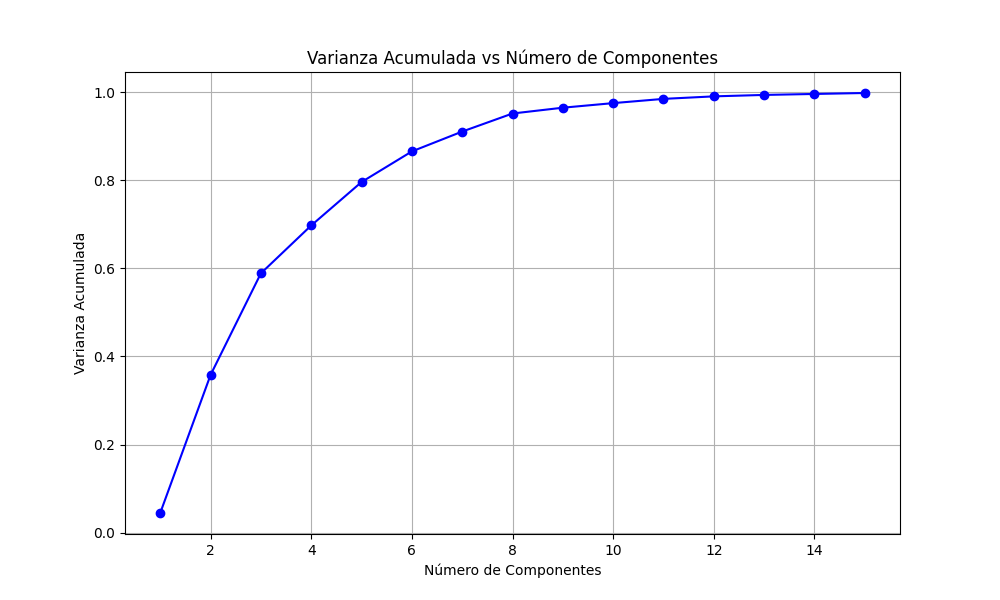 Varianza Acumulada vs Número de Componentes
1.0
0.8
0.6
0.4
0.2
0.0
Varianza Acumulada
2 4 6 8 10 12 14
Número de Componentes